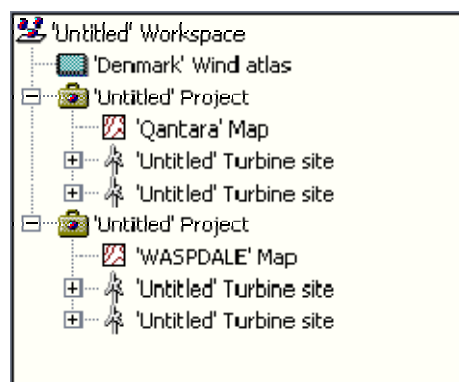 'Untitled' Workspace
'Denmark' Wind atlas
'Untitled' Project
'Qantara' Map
'Untitled' Turbine site
'Untitled' Turbine site
'Untitled' Project
'WASPDALE' Map
'Untitled' Turbine site
'Untitled' Turbine site